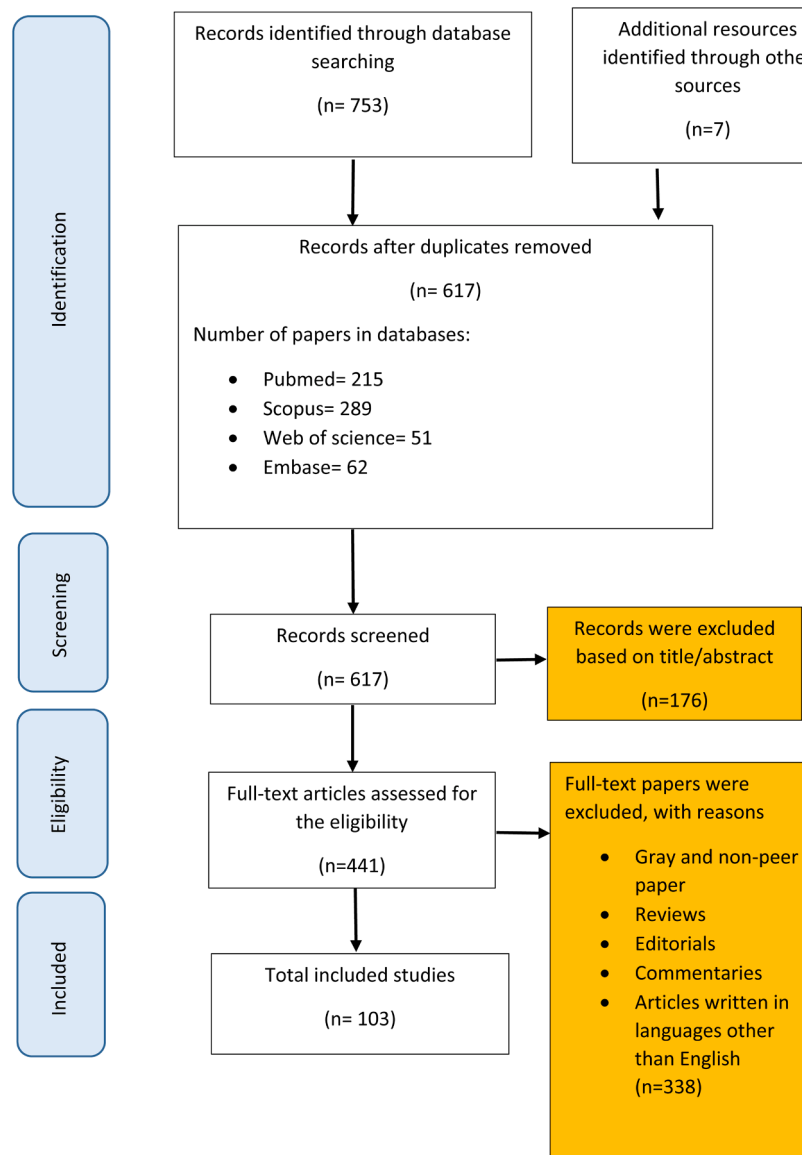 Identification
Records identified through database
searching
(n= 753)
Additional resources
identified through othe
sources
(n=7)
Records after duplicates removed
(n= 617)
Number of papers in databases:
● Pubmed= 215
● Scopus= 289
● Web of science= 51
● Embase= 62
Screening
Records screened
(n= 617)
Records were excluded
based on title/abstract
(n=176)
Eligibility
Full-text articles assessed for
the eligibility
(n=441)
Full-text papers were
excluded, with reasons
● Gray and non-peer
paper
● Reviews
● Editorials
● Commentaries
● Articles written in
languages other
than English
(n=338)
Included
Total included studies
(n= 103)